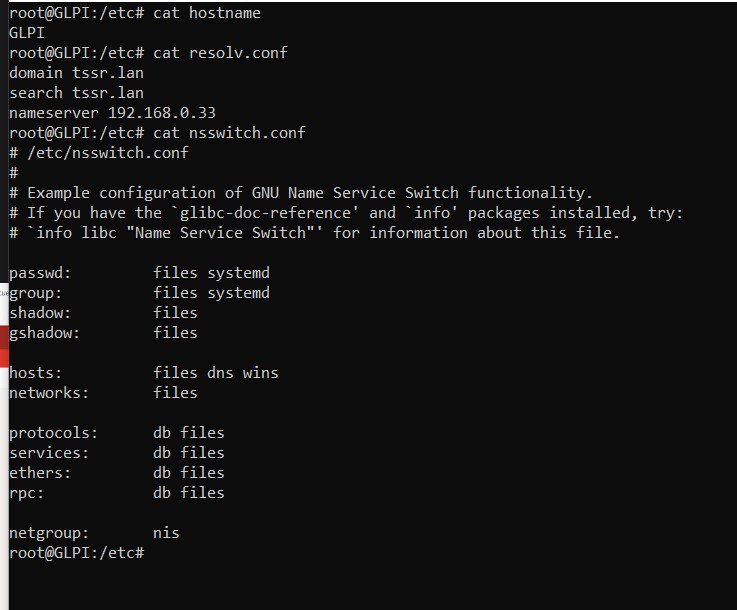 root@GLPI:/etc# cat hostname
GLPI
root@GLPI:/etc# cat resolv.conf
domain tssr.lan
search tssr.lan
nameserver 192.168.0.33
root@GLPI:/etc# cat nsswitch.conf
# /etc/nsswitch.conf
#
# Example configuration of GNU Name Service Switch functionality.
# If you have the `glibc-doc-reference' and `info' packages installed, try:
# `info libc "Name Service Switch"' for information about this file.

passwd:         files systemd
group:          files systemd
shadow:         files
gshadow:        files

hosts:          files dns wins
networks:       files

protocols:      db files
services:       db files
ethers:         db files
rpc:            db files

netgroup:       nis
root@GLPI:/etc#